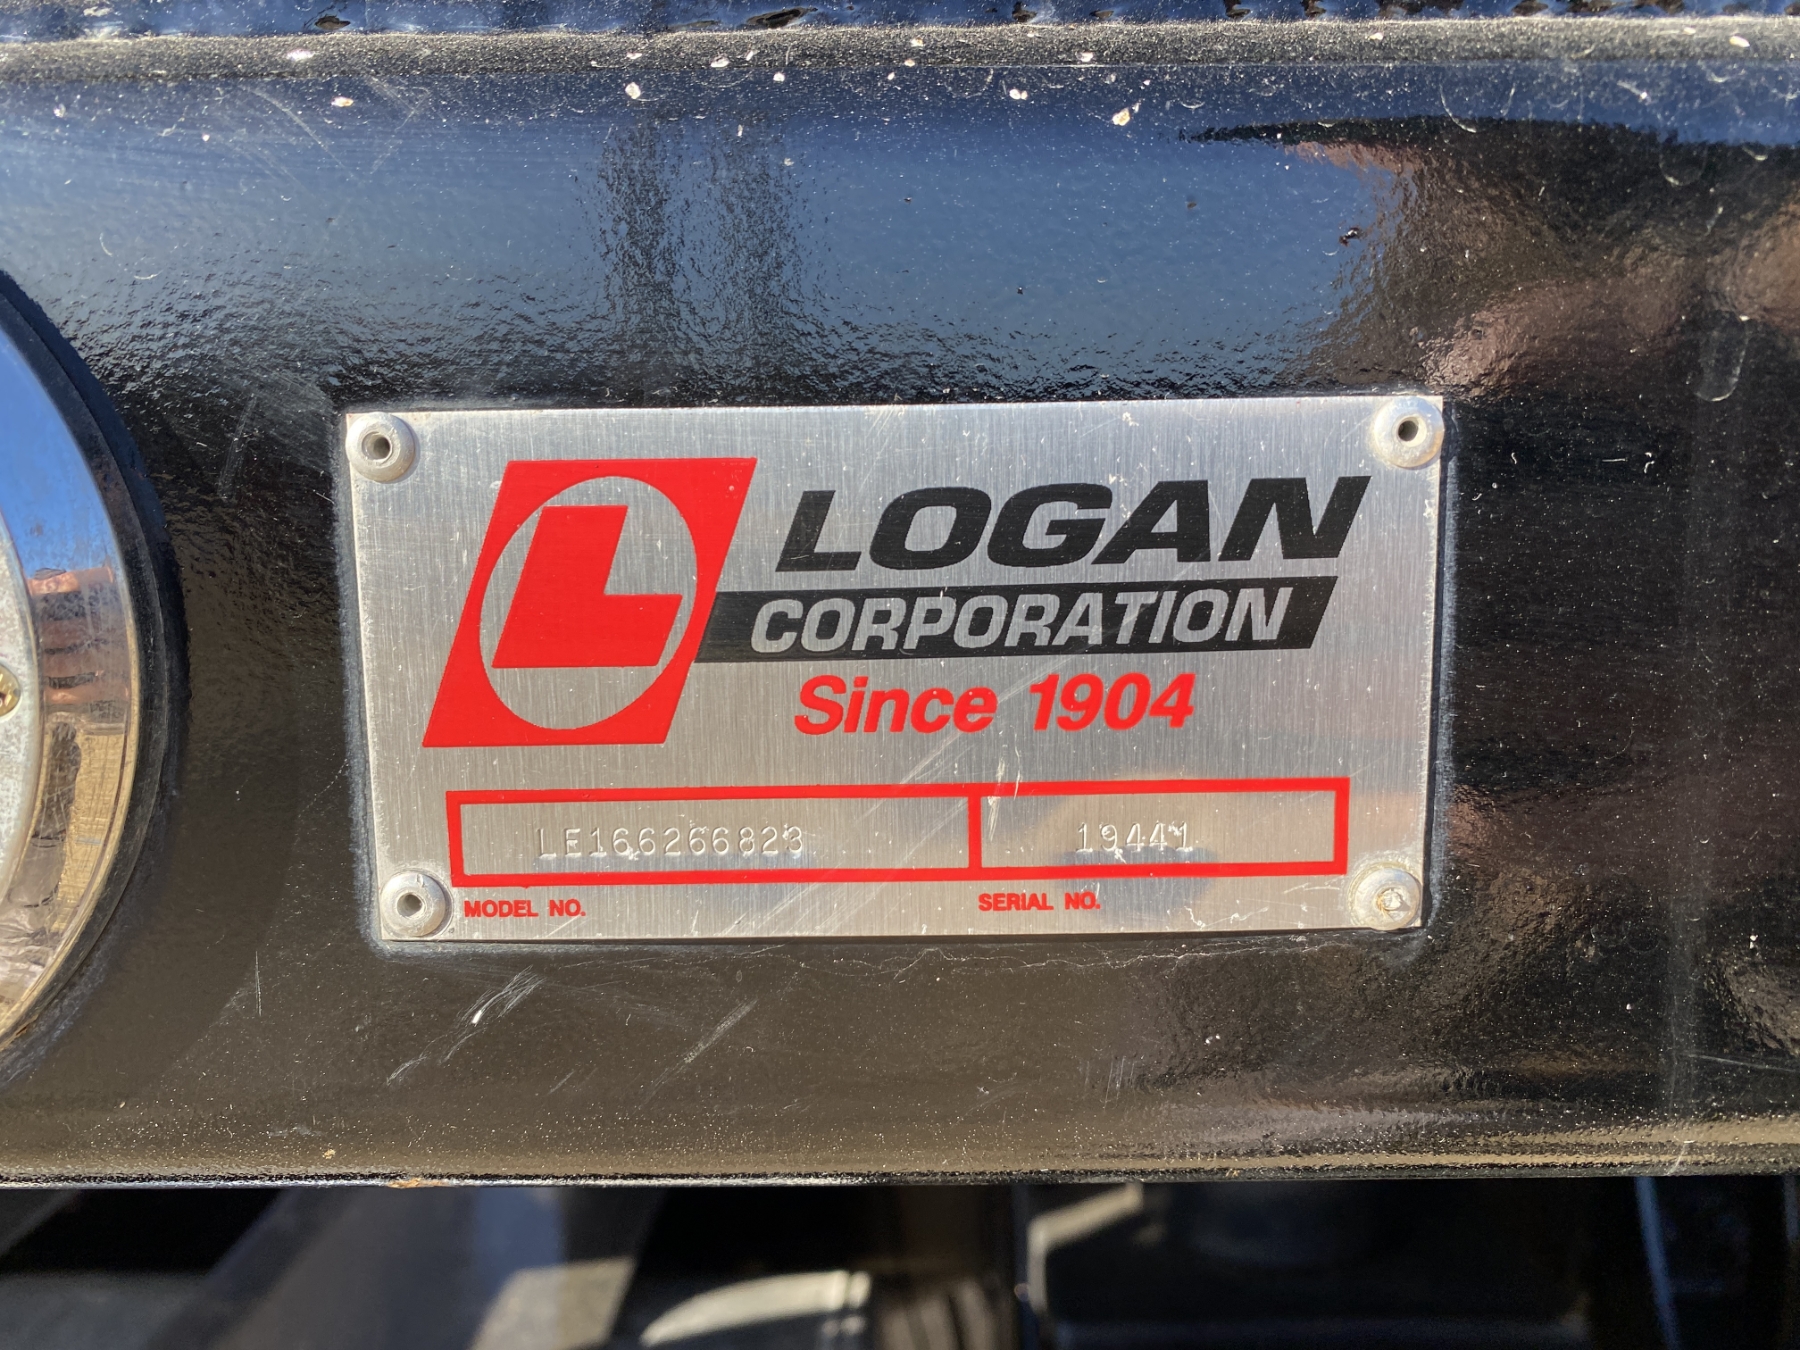 L
LOGAN
CORPORATION
Since 1904
LE166266823 19441
MODEL NO. SERIAL NO.